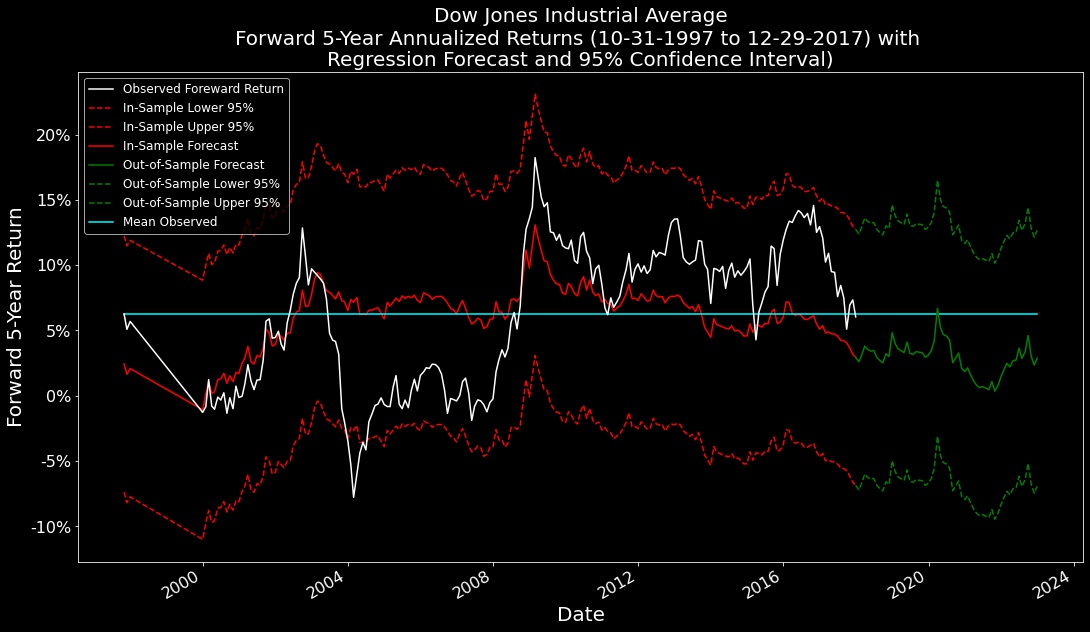 Dow Jones Industrial Average
Forward 5-Year Annualized Returns (10-31-1997 to 12-29-2017) with
Regression Forecast and 95% Confidence Interval)
Observed Foreward Return
In-Sample Lower 95%
In-Sample Upper 95%
In-Sample Forecast
Out-of-Sample Forecast
Out-of-Sample Lower 95%
Out-of-Sample Upper 95%
Mean Observed
Forward 5-Year Return
20%
15%
10%
5%
0%
-5%
-10%
2000
2004
2008
2012
2016
2020
2024
Date